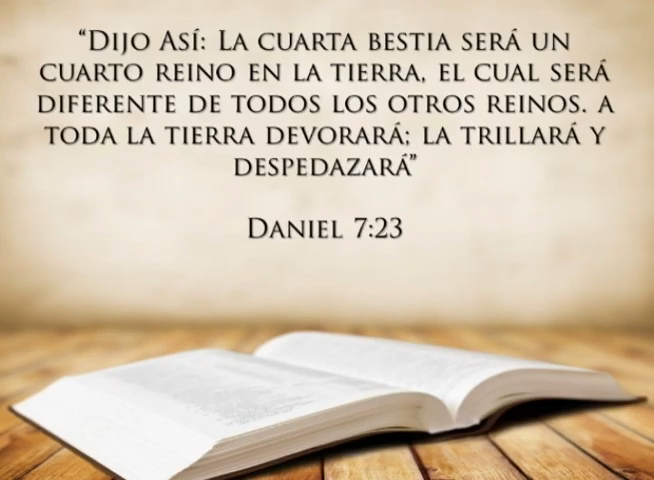 “Dijo Así: La cuarta bestia será un
cuarto reino en la tierra, el cual será
diferente de todos los otros reinos. a
toda la tierra devorará; la trillará y
despedazará”
Daniel 7:23